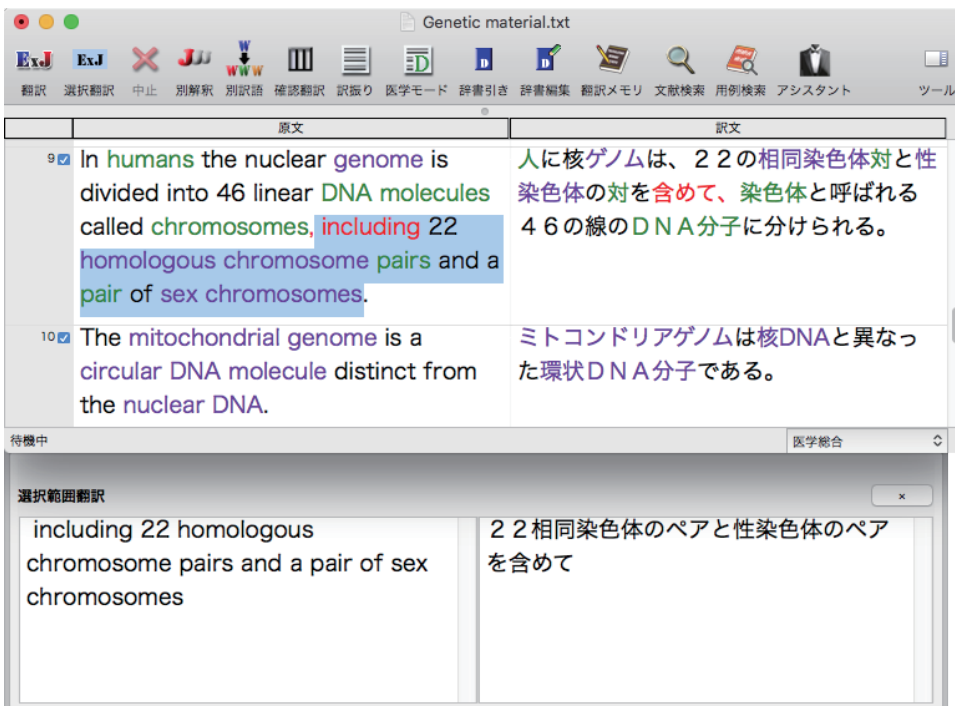 Genetic material.txt
ExJ ExJ J W WWW D D
翻訳 選択翻訳 中止 別解釈 別訳語 確認翻訳 訳振り 医学モード 辞書引き 辞書編集 翻訳メモリ 文献検索 用例検索 アシスタント ツール
原文 訳文
9 In humans the nuclear genome is
divided into 46 linear DNA molecules
called chromosomes, including 22
homologous chromosome pairs and a
pair of sex chromosomes.
人に核ゲノムは、２２の相同染色体対と性
染色体の対を含めて、染色体と呼ばれる
４６の線のＤＮＡ分子に分けられる。
10 The mitochondrial genome is a
circular DNA molecule distinct from
the nuclear DNA.
ミトコンドリアゲノムは核DNAと異なっ
た環状ＤＮＡ分子である。
待機中 医学総合
選択範囲翻訳 ×
including 22 homologous
chromosome pairs and a pair of sex
chromosomes
２２相同染色体のペアと性染色体のペア
を含めて